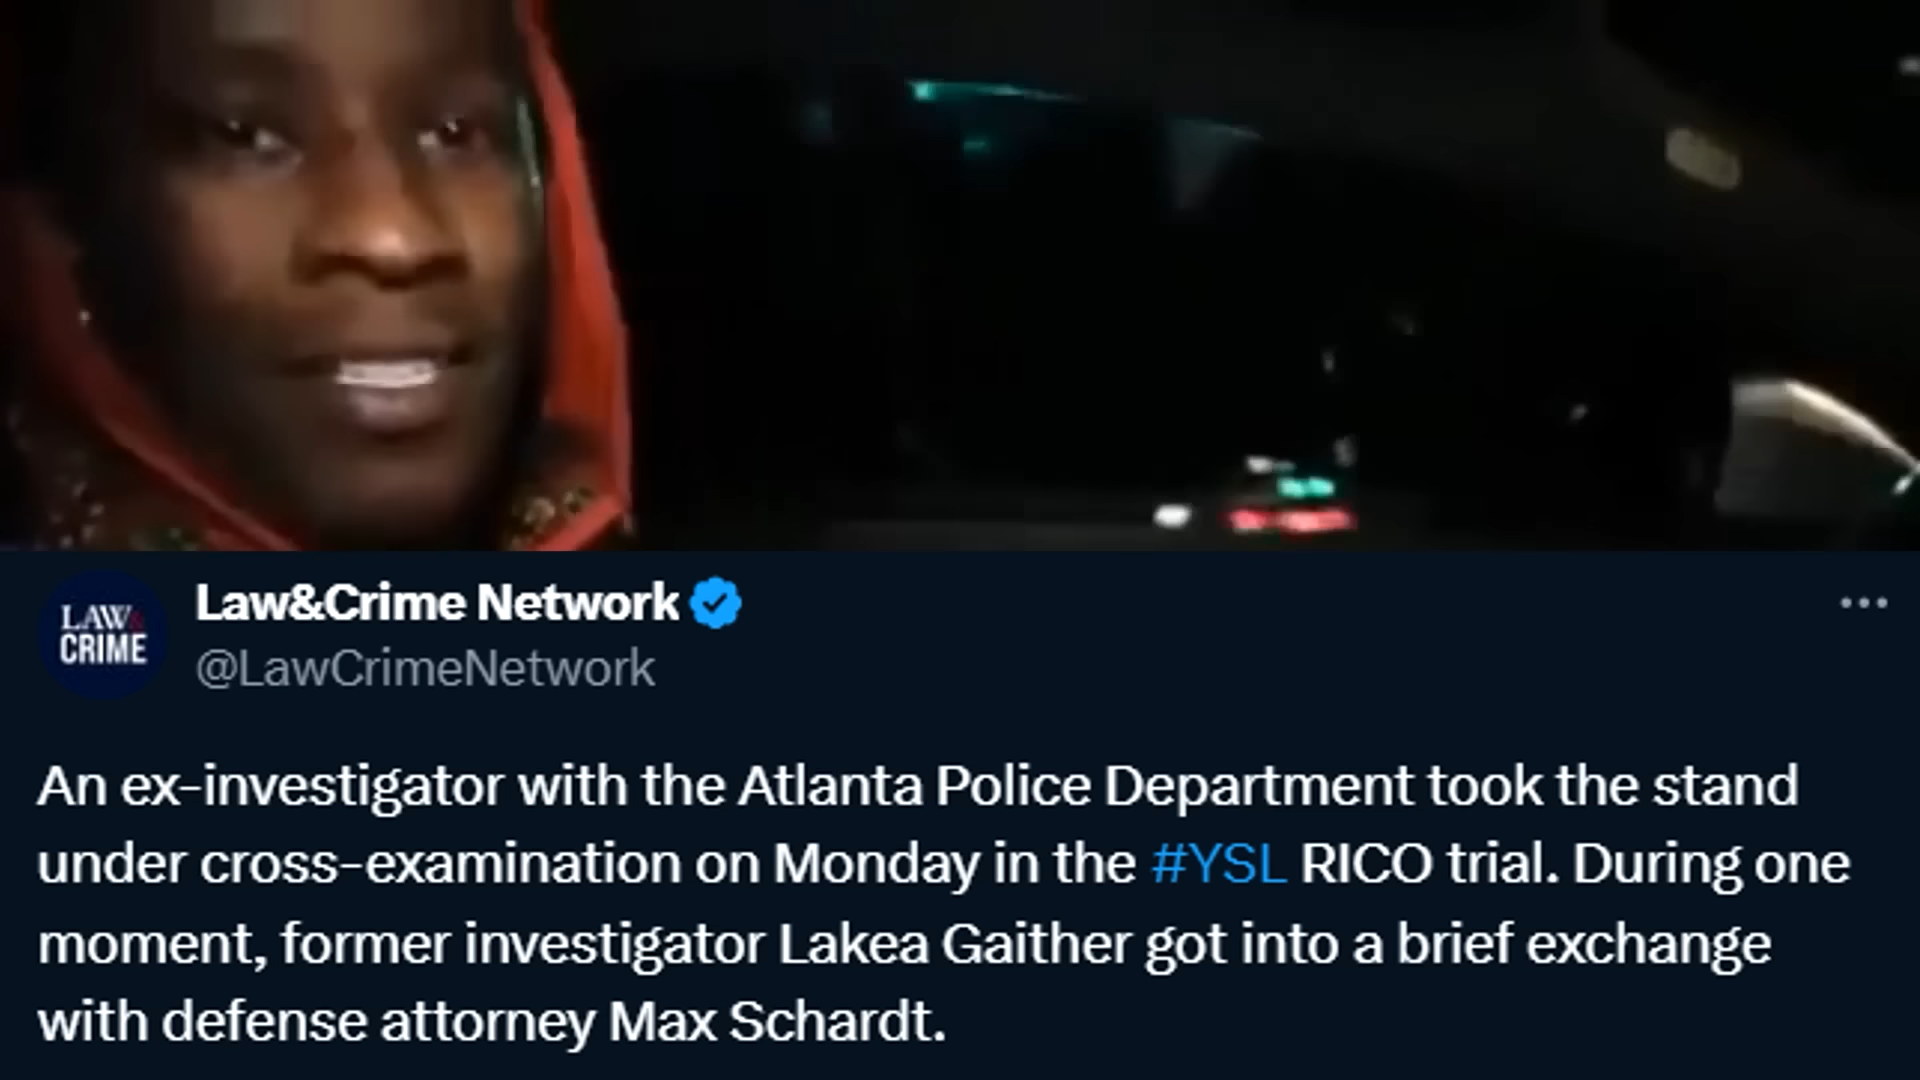 LAW&
CRIME
Law&Crime Network
@LawCrimeNetwork
An ex-investigator with the Atlanta Police Department took the stand
under cross-examination on Monday in the #YSL RICO trial. During one
moment, former investigator Lakea Gaither got into a brief exchange
with defense attorney Max Schardt.